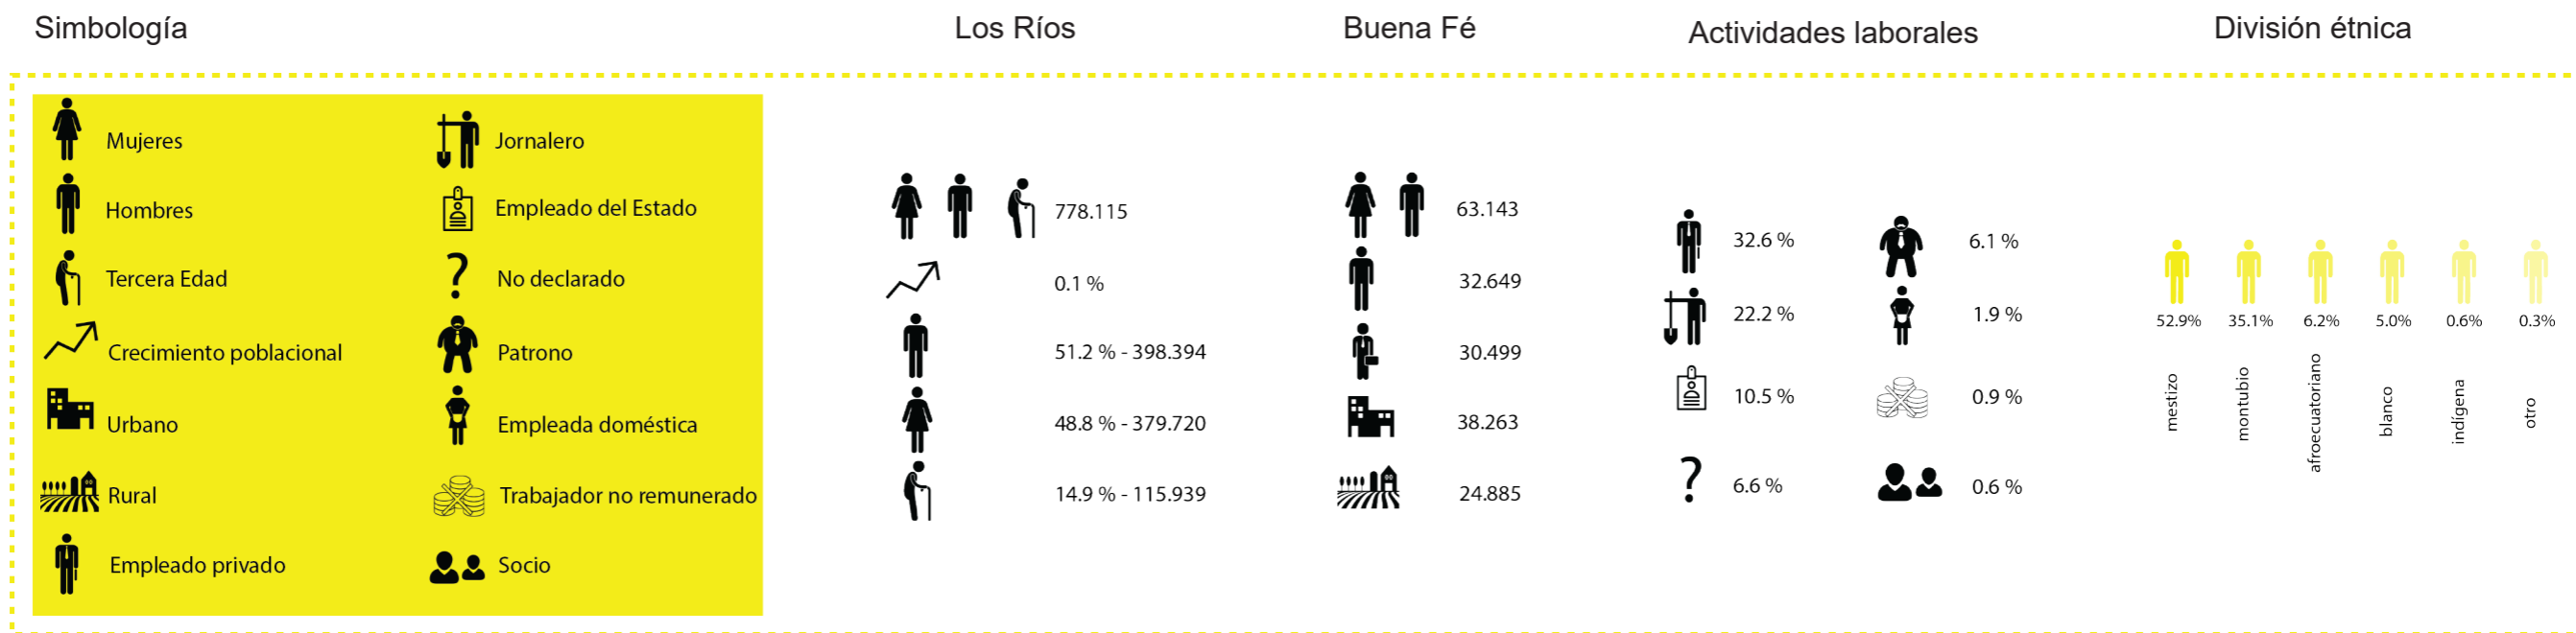 Simbología
Mujeres
Hombres
Tercera Edad
Crecimiento poblacional
Urbano
Rural
Empleado privado
Jornalero
Empleado del Estado
?
No declarado
Patrono
Empleada doméstica
Trabajador no remunerado
Socio
Los Ríos
778.115
0.1 %
51.2 % - 398.394
48.8 % - 379.720
14.9 % - 115.939
Buena Fé
63.143
32.649
30.499
38.263
24.885
Actividades laborales
32.6 %
22.2 %
10.5 %
?
6.6 %
6.1 %
1.9 %
0.9 %
0.6 %
División étnica
52.9%
35.1%
6.2%
5.0%
0.6%
0.3%
mestizo
montubio
afroecuatoriano
blanco
indígena
otro